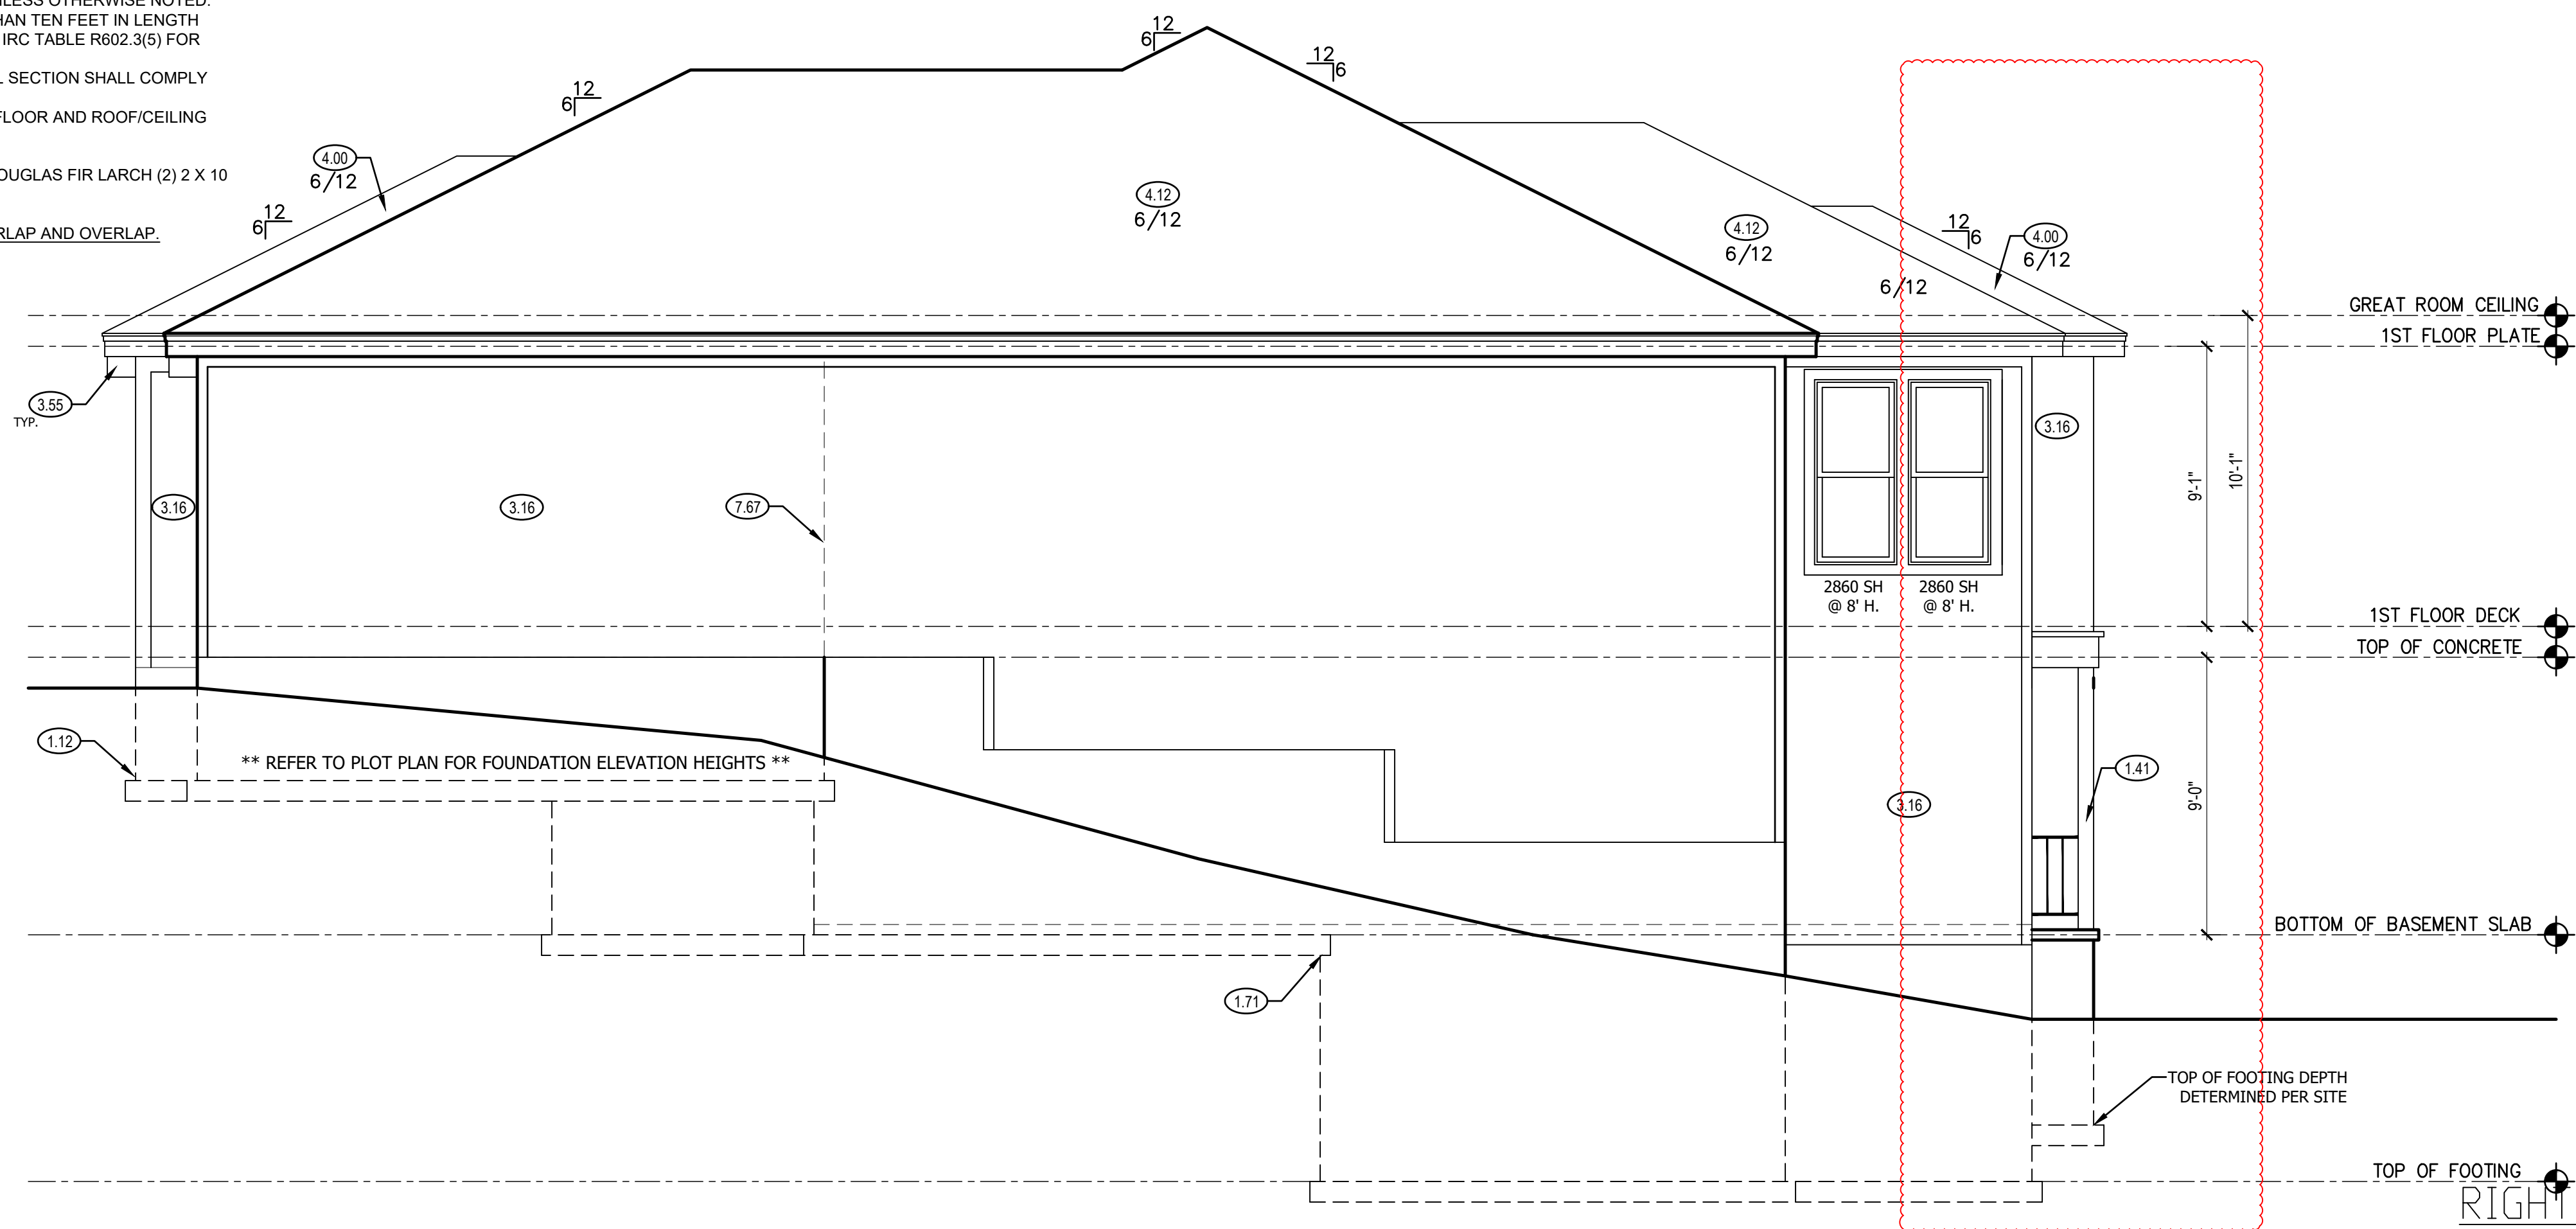 NLESS OTHERWISE NOTED.
HAN TEN FEET IN LENGTH
IRC TABLE R602.3(5) FOR
L SECTION SHALL COMPLY
FLOOR AND ROOF/CEILING
OUGLAS FIR LARCH (2) 2 X 10
RLAP AND OVERLAP.
12
6
12
6
12
6
12
6
12
6
4.00
6/12
4.12
6/12
4.12
6/12
4.00
6/12
6/12
GREAT ROOM CEILING
1ST FLOOR PLATE
3.55
TYP.
3.16
3.16
7.67
3.16
9'-1"
10'-1"
2860 SH
@ 8' H.
2860 SH
@ 8' H.
1ST FLOOR DECK
TOP OF CONCRETE
1.12
** REFER TO PLOT PLAN FOR FOUNDATION ELEVATION HEIGHTS **
1.41
3.16
9'-0"
BOTTOM OF BASEMENT SLAB
1.71
TOP OF FOOTING DEPTH
DETERMINED PER SITE
TOP OF FOOTING
RIGHT